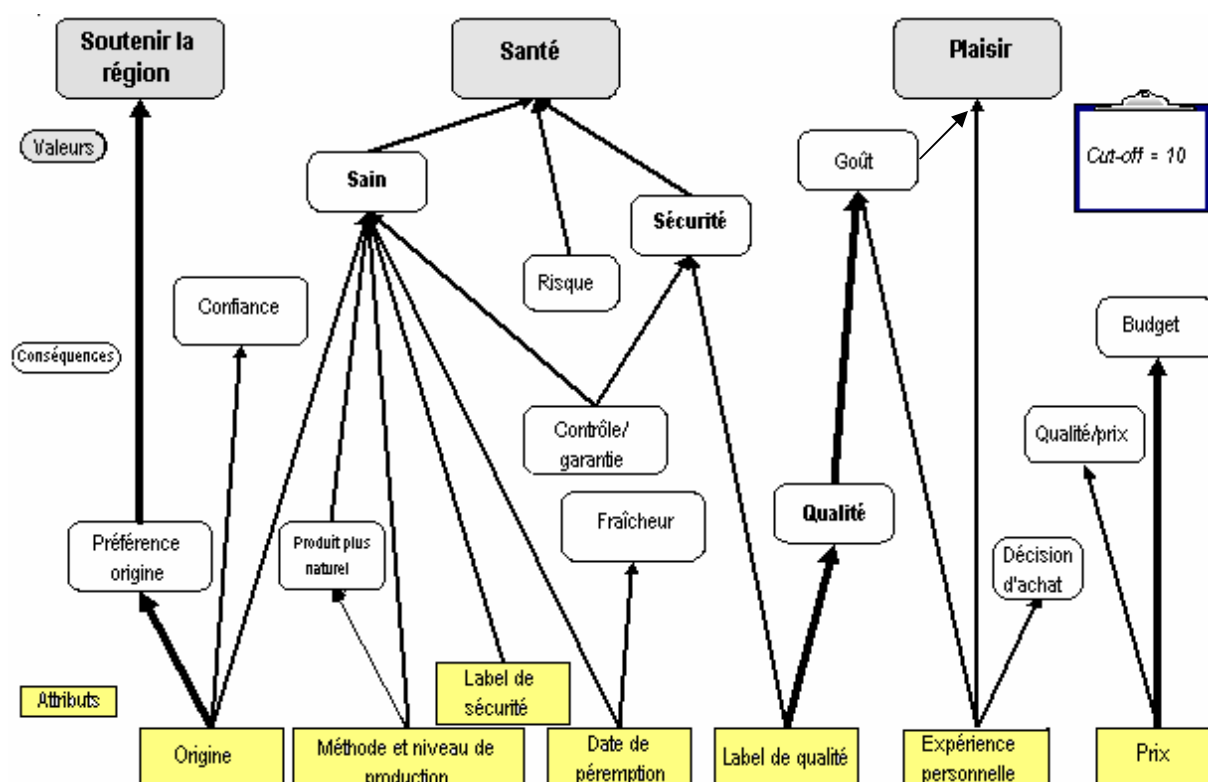 Soutenir la
région
Santé
Plaisir
Valeurs
Cut-off = 10
Goût
Sain
Sécurité
Risque
Confiance
Budget
Conséquences
Contrôle/
garantie
Qualité/prix
Qualité
Fraîcheur
Préférence
origine
Produit plus
naturel
Décision
d'achat
Label de
sécurité
Attributs
Origine
Méthode et niveau de
production
Date de
péremption
Label de qualité
Expérience
personnelle
Prix